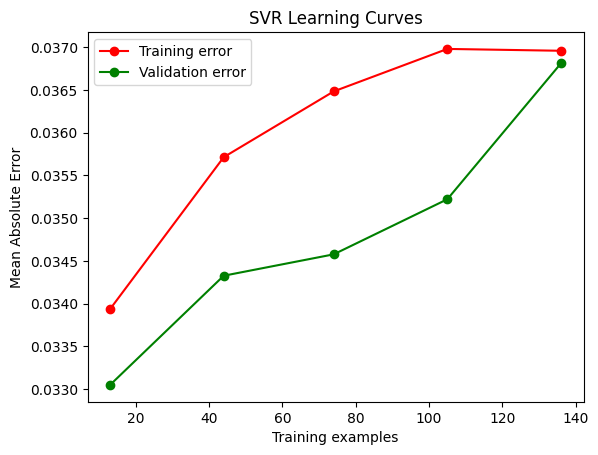 SVR Learning Curves
Training error
Validation error
0.0370
0.0365
0.0360
0.0355
0.0350
0.0345
0.0340
0.0335
0.0330
Mean Absolute Error
20 40 60 80 100 120 140
Training examples